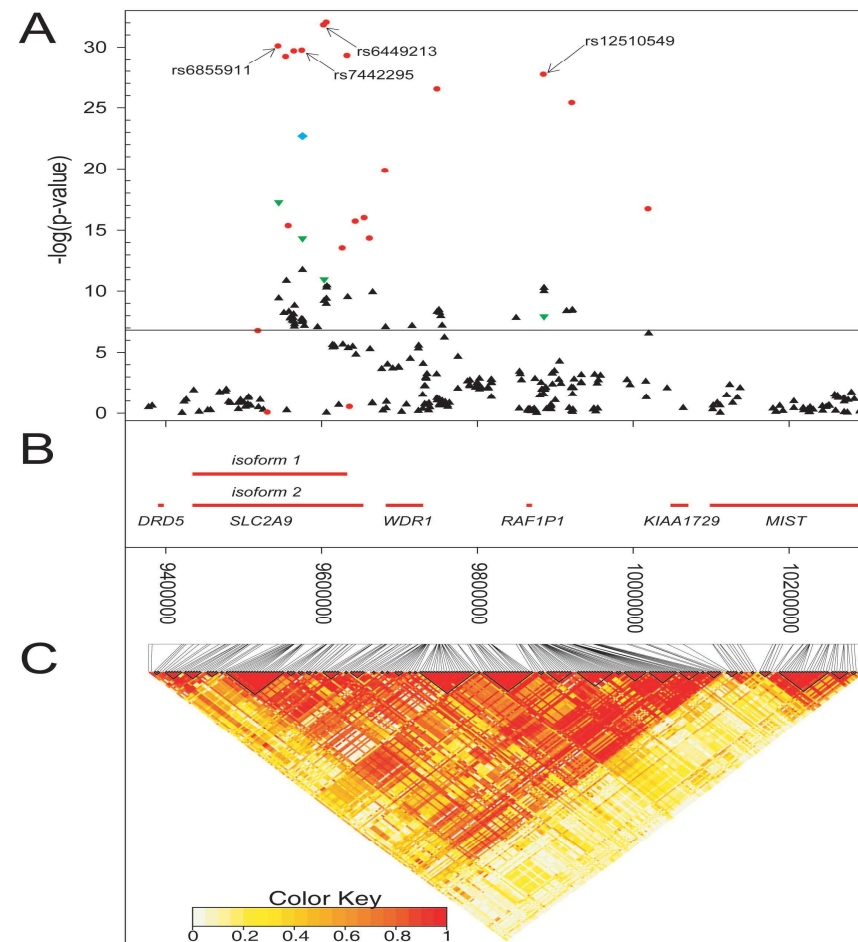 A
30
25
20
15
10
5
0
-log(p-value)
rs6855911
rs6449213
rs7442295
rs12510549
B
isoform 1
isoform 2
DRD5
SLC2A9
WDR1
RAF1P1
KIAA1729
MIST
9400000
9600000
9800000
10000000
10200000
C
Color Key
0 0.2 0.4 0.6 0.8 1